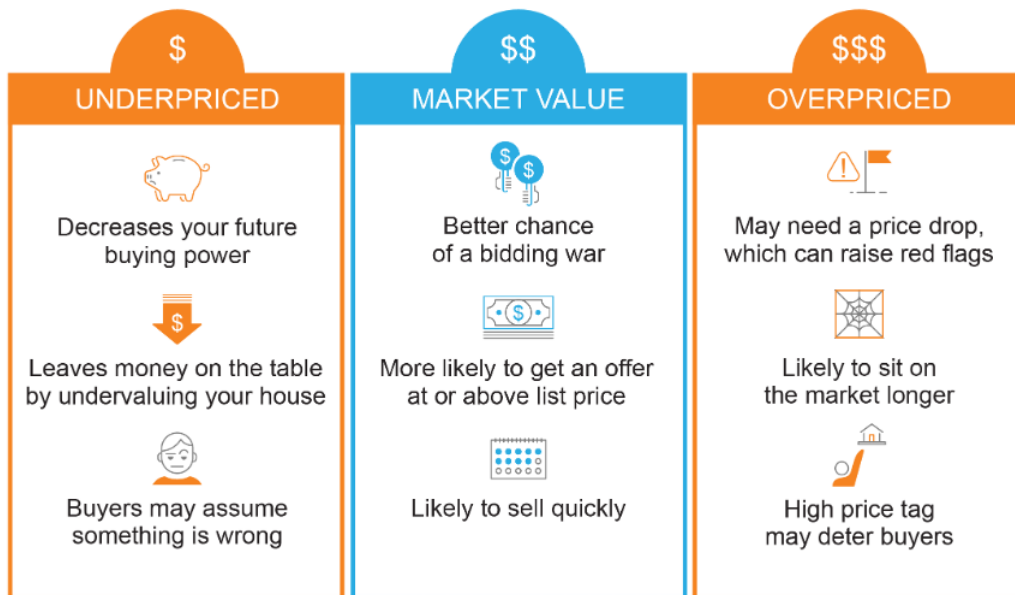 $
UNDERPRICED
Decreases your future
buying power
$
Leaves money on the table
by undervaluing your house
Buyers may assume
something is wrong
$$
MARKET VALUE
$
$
Better chance
of a bidding war
$
More likely to get an offer
at or above list price
Likely to sell quickly
$$$
OVERPRICED
!
May need a price drop,
which can raise red flags
Likely to sit on
the market longer
High price tag
may deter buyers